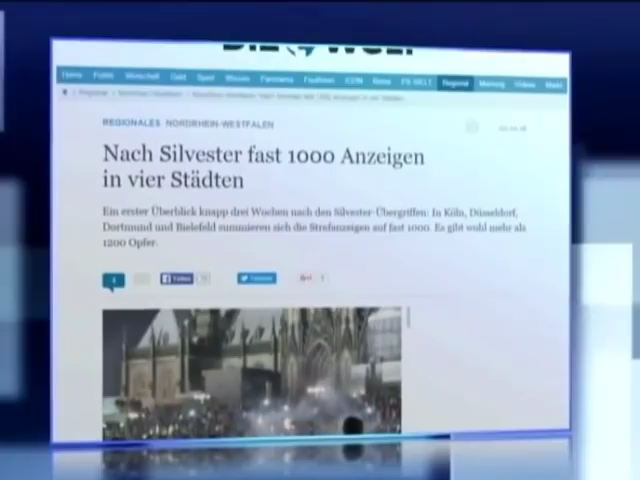 DIE WELT
Home Politik Wirtschaft Geld Sport Wissen Panorama Feuilleton ICON Reise PS WELT Regional Meinung Videos Markt
REGIONALES NORDRHEIN-WESTFALEN
Nach Silvester fast 1000 Anzeigen
in vier Städten
Ein erster Überblick knapp drei Wochen nach den Silvester-Übergriffen: In Köln, Düsseldorf,
Dortmund und Bielefeld summieren sich die Strafanzeigen auf fast 1000. Es gibt wohl mehr als
1200 Opfer.